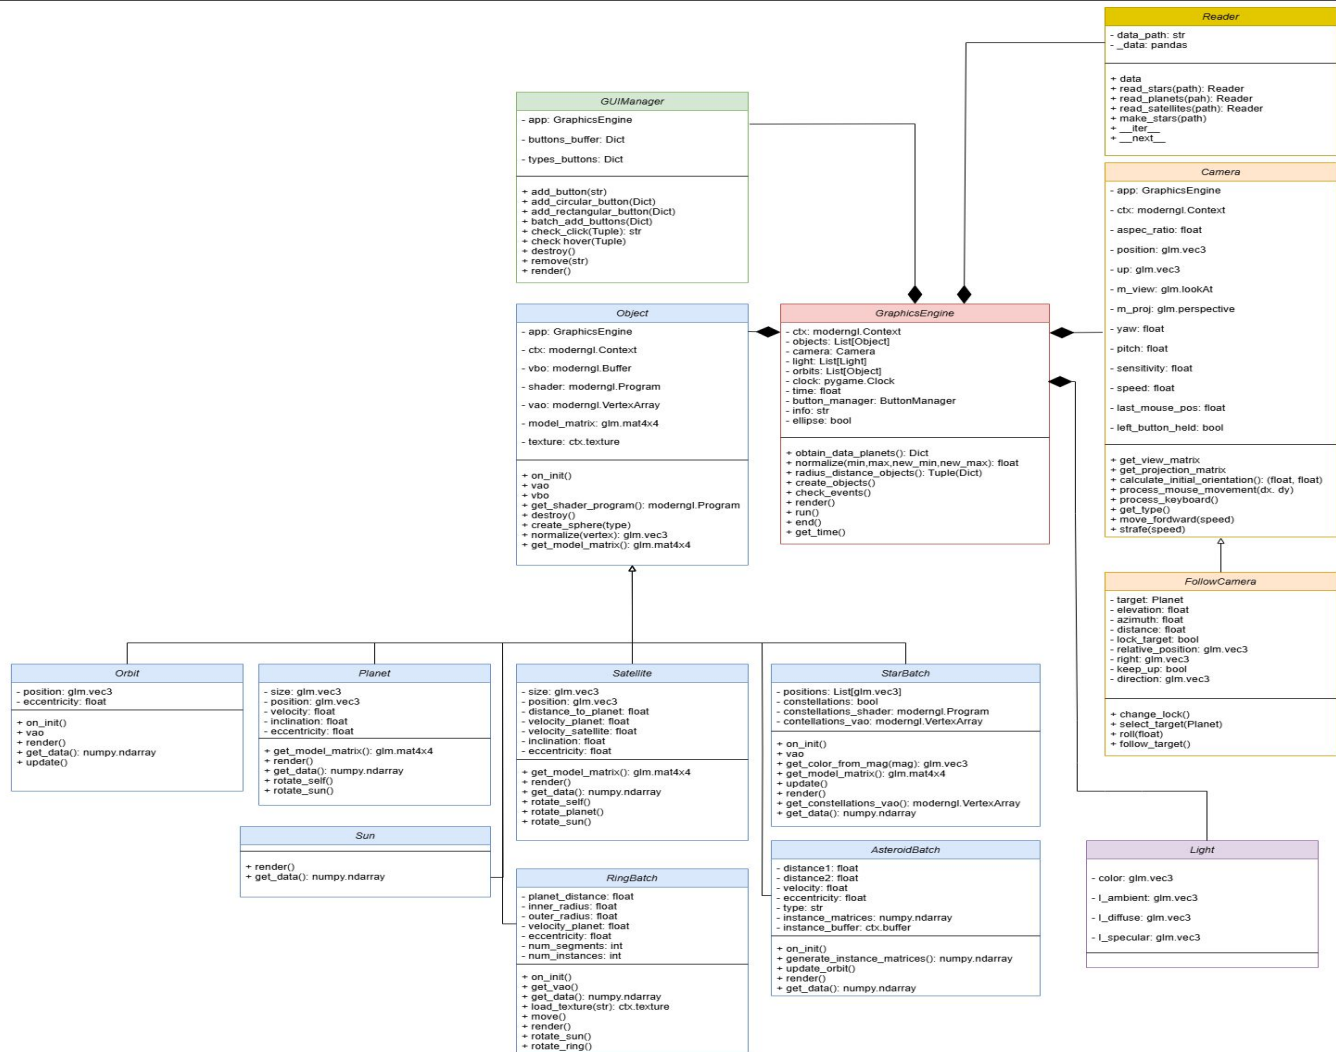 Reader
- data_path: str
- _data: pandas
+ data
+ read_stars(path): Reader
+ read_planets(pah): Reader
+ read_satellites(path): Reader
+ make_stars(path)
+ __iter__
+ __next__
GUIManager
- app: GraphicsEngine
- buttons_buffer: Dict
- types_buttons: Dict
+ add_button(str)
+ add_circular_button(Dict)
+ add_rectangular_button(Dict)
+ batch_add_buttons(Dict)
+ check_click(Tuple): str
+ check hover(Tuple)
+ destroy()
+ remove(str)
+ render()
Camera
- app: GraphicsEngine
- ctx: moderngl.Context
- aspec_ratio: float
- position: glm.vec3
- up: glm.vec3
- m_view: glm.lookAt
- m_proj: glm.perspective
- yaw: float
- pitch: float
- sensitivity: float
- speed: float
- last_mouse_pos: float
- left_button_held: bool
+ get_view_matrix
+ get_projection_matrix
+ calculate_initial_orientation(): (float, float)
+ process_mouse_movement(dx. dy)
+ process_keyboard()
+ get_type()
+ move_fordward(speed)
+ strafe(speed)
Object
- app: GraphicsEngine
- ctx: moderngl.Context
- vbo: moderngl.Buffer
- shader: moderngl.Program
- vao: moderngl.VertexArray
- model_matrix: glm.mat4x4
- texture: ctx.texture
+ on_init()
+ vao
+ vbo
+ get_shader_program(): moderngl.Program
+ destroy()
+ create_sphere(type)
+ normalize(vertex): glm.vec3
+ get_model_matrix(): glm.mat4x4
GraphicsEngine
- ctx: moderngl.Context
- objects: List[Object]
- camera: Camera
- light: List[Light]
- orbits: List[Object]
- clock: pygame.Clock
- time: float
- button_manager: ButtonManager
- info: str
- ellipse: bool
+ obtain_data_planets(): Dict
+ normalize(min,max,new_min,new_max): float
+ radius_distance_objects(): Tuple(Dict)
+ create_objects()
+ check_events()
+ render()
+ run()
+ end()
+ get_time()
FollowCamera
- target: Planet
- elevation: float
- azimuth: float
- distance: float
- lock_target: bool
- relative_position: glm.vec3
- right: glm.vec3
- keep_up: bool
- direction: glm.vec3
+ change_lock()
+ select_target(Planet)
+ roll(float)
+ follow_target()
Orbit
- position: glm.vec3
- eccentricity: float
+ on_init()
+ vao
+ render()
+ get_data(): numpy.ndarray
+ update()
Planet
- size: glm.vec3
- position: glm.vec3
- velocity: float
- inclination: float
- eccentricity: float
+ get_model_matrix(): glm.mat4x4
+ render()
+ get_data(): numpy.ndarray
+ rotate_self()
+ rotate_sun()
Satellite
- size: glm.vec3
- position: glm.vec3
- distance_to_planet: float
- velocity_planet: float
- velocity_satellite: float
- inclination: float
- eccentricity: float
+ get_model_matrix(): glm.mat4x4
+ render()
+ get_data(): numpy.ndarray
+ rotate_self()
+ rotate_planet()
+ rotate_sun()
StarBatch
- positions: List[glm.vec3]
- constellations: bool
- constellations_shader: moderngl.Program
- contellations_vao: moderngl.VertexArray
+ on_init()
+ vao
+ get_color_from_mag(mag): glm.vec3
+ get_model_matrix(): glm.mat4x4
+ update()
+ render()
+ get_constellations_vao(): moderngl.VertexArray
+ get_data(): numpy.ndarray
Sun
+ render()
+ get_data(): numpy.ndarray
RingBatch
- planet_distance: float
- inner_radius: float
- outer_radius: float
- velocity_planet: float
- eccentricity: float
- num_segments: int
- num_instances: int
+ on_init()
+ get_vao()
+ get_data(): numpy.ndarray
+ load_texture(str): ctx.texture
+ move()
+ render()
+ rotate_sun()
+ rotate_ring()
AsteroidBatch
- distance1: float
- distance2: float
- velocity: float
- eccentricity: float
- type: str
- instance_matrices: numpy.ndarray
- instance_buffer: ctx.buffer
+ on_init()
+ generate_instance_matrices(): numpy.ndarray
+ update_orbit()
+ render()
+ get_data(): numpy.ndarray
Light
- color: glm.vec3
- l_ambient: glm.vec3
- l_diffuse: glm.vec3
- l_specular: glm.vec3